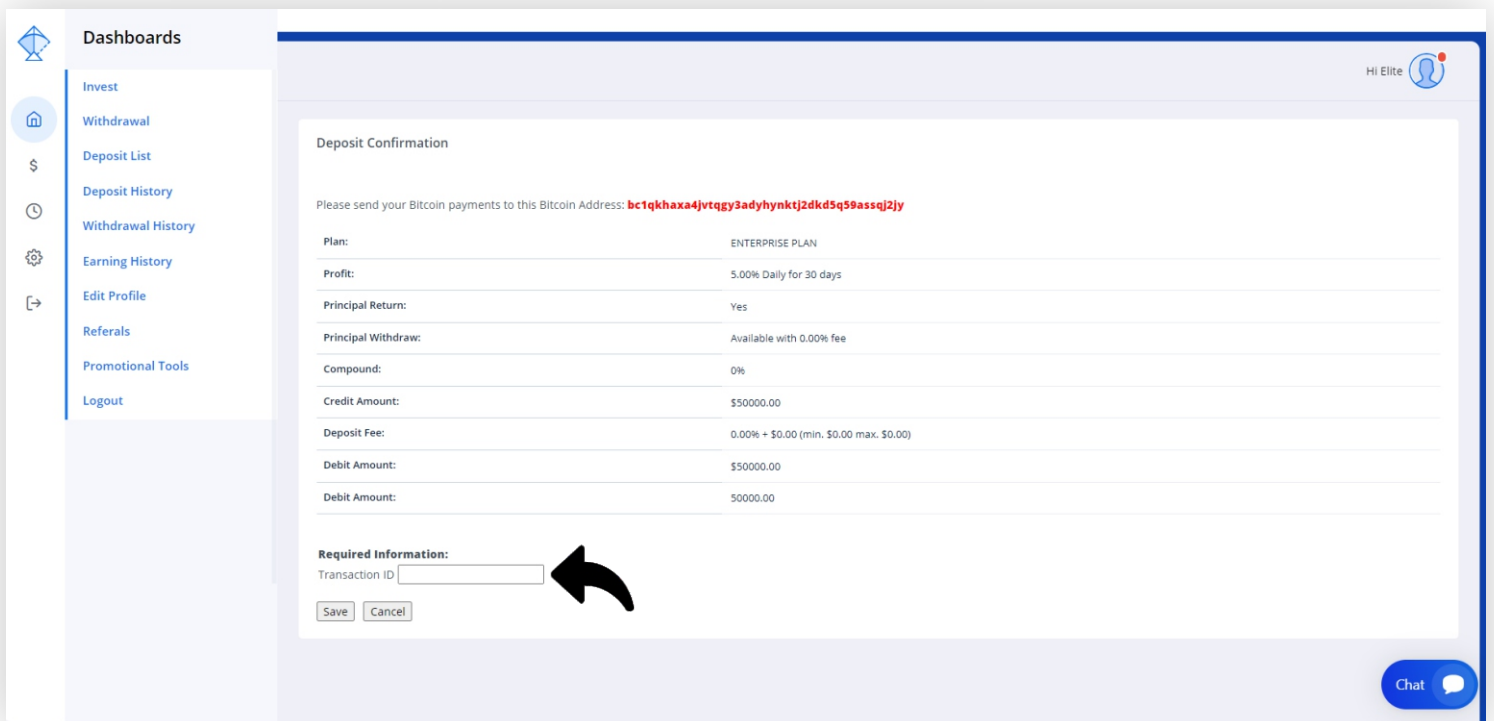 Dashboards
Invest
Withdrawal
Deposit List
Deposit History
Withdrawal History
Earning History
Edit Profile
Referals
Promotional Tools
Logout
Hi Elite
Deposit Confirmation
Please send your Bitcoin payments to this Bitcoin Address: bc1qkhaxa4jvtqgy3adyhynktj2dkd5q59assqj2jy
Plan: ENTERPRISE PLAN
Profit: 5.00% Daily for 30 days
Principal Return: Yes
Principal Withdraw: Available with 0.00% fee
Compound: 0%
Credit Amount: $50000.00
Deposit Fee: 0.00% + $0.00 (min. $0.00 max. $0.00)
Debit Amount: $50000.00
Debit Amount: 50000.00
Required Information:
Transaction ID
Save Cancel
Chat